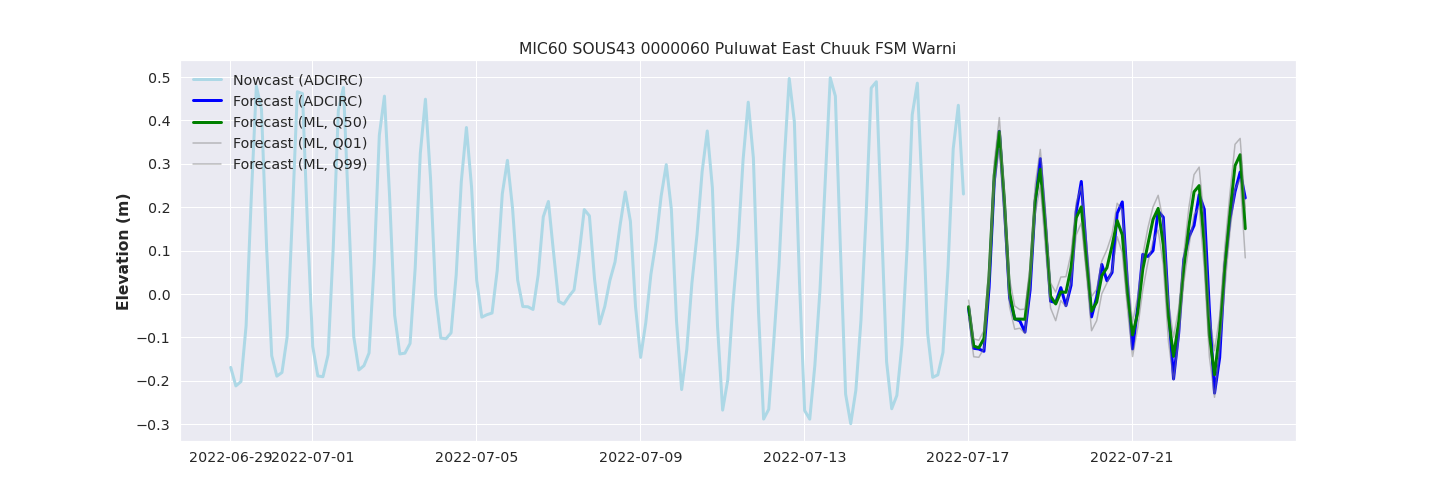 MIC60 SOUS43 0000060 Puluwat East Chuuk FSM Warni
Elevation (m)
0.5
0.4
0.3
0.2
0.1
0.0
−0.1
−0.2
−0.3
Nowcast (ADCIRC)
Forecast (ADCIRC)
Forecast (ML, Q50)
Forecast (ML, Q01)
Forecast (ML, Q99)
2022-06-29 2022-07-01 2022-07-05 2022-07-09 2022-07-13 2022-07-17 2022-07-21